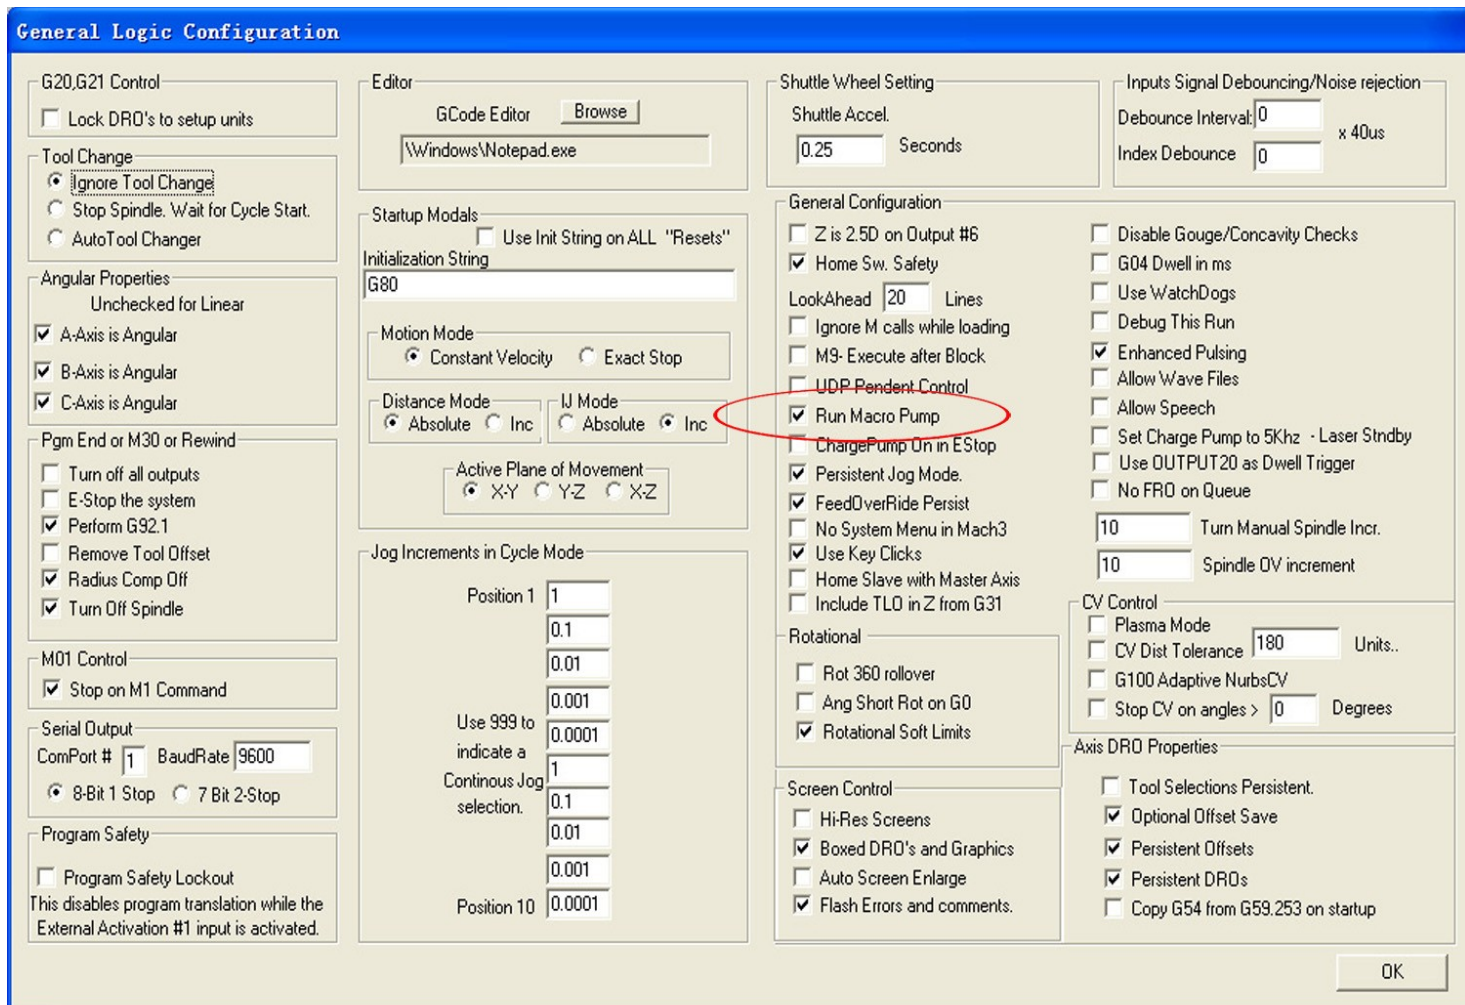 General Logic Configuration
G20,G21 Control
Lock DRO's to setup units
Tool Change
Ignore Tool Change
Stop Spindle. Wait for Cycle Start.
AutoTool Changer
Angular Properties
Unchecked for Linear
A-Axis is Angular
B-Axis is Angular
C-Axis is Angular
Pgm End or M30 or Rewind
Turn off all outputs
E-Stop the system
Perform G92.1
Remove Tool Offset
Radius Comp Off
Turn Off Spindle
M01 Control
Stop on M1 Command
Serial Output
ComPort # 1 BaudRate 9600
8-Bit 1 Stop 7 Bit 2-Stop
Program Safety
Program Safety Lockout
This disables program translation while the
External Activation #1 input is activated.
Editor
GCode Editor Browse
\Windows\Notepad.exe
Startup Modals
Use Init String on ALL "Resets"
Initialization String
G80
Motion Mode
Constant Velocity Exact Stop
Distance Mode
Absolute Inc
IJ Mode
Absolute Inc
Active Plane of Movement
X-Y Y-Z X-Z
Jog Increments in Cycle Mode
Position 1 1
0.1
0.01
0.001
Use 999 to
0.0001
indicate a
1
Continous Jog
0.1
selection.
0.01
0.001
Position 10 0.0001
Shuttle Wheel Setting
Shuttle Accel.
0.25 Seconds
Inputs Signal Debouncing/Noise rejection
Debounce Interval: 0
x 40us
Index Debounce 0
General Configuration
Z is 2.5D on Output #6
Home Sw. Safety
LookAhead 20 Lines
Ignore M calls while loading
M9- Execute after Block
UDP Pendent Control
Run Macro Pump
ChargePump On in EStop
Persistent Jog Mode.
FeedOverRide Persist
No System Menu in Mach3
Use Key Clicks
Home Slave with Master Axis
Include TLO in Z from G31
Disable Gouge/Concavity Checks
G04 Dwell in ms
Use WatchDogs
Debug This Run
Enhanced Pulsing
Allow Wave Files
Allow Speech
Set Charge Pump to 5Khz - Laser Stndby
Use OUTPUT20 as Dwell Trigger
No FRO on Queue
10 Turn Manual Spindle Incr.
10 Spindle OV increment
Rotational
Rot 360 rollover
Ang Short Rot on G0
Rotational Soft Limits
Screen Control
Hi-Res Screens
Boxed DRO's and Graphics
Auto Screen Enlarge
Flash Errors and comments.
CV Control
Plasma Mode
CV Dist Tolerance 180 Units..
G100 Adaptive NurbsCV
Stop CV on angles > 0 Degrees
Axis DRO Properties
Tool Selections Persistent.
Optional Offset Save
Persistent Offsets
Persistent DROs
Copy G54 from G59.253 on startup
OK